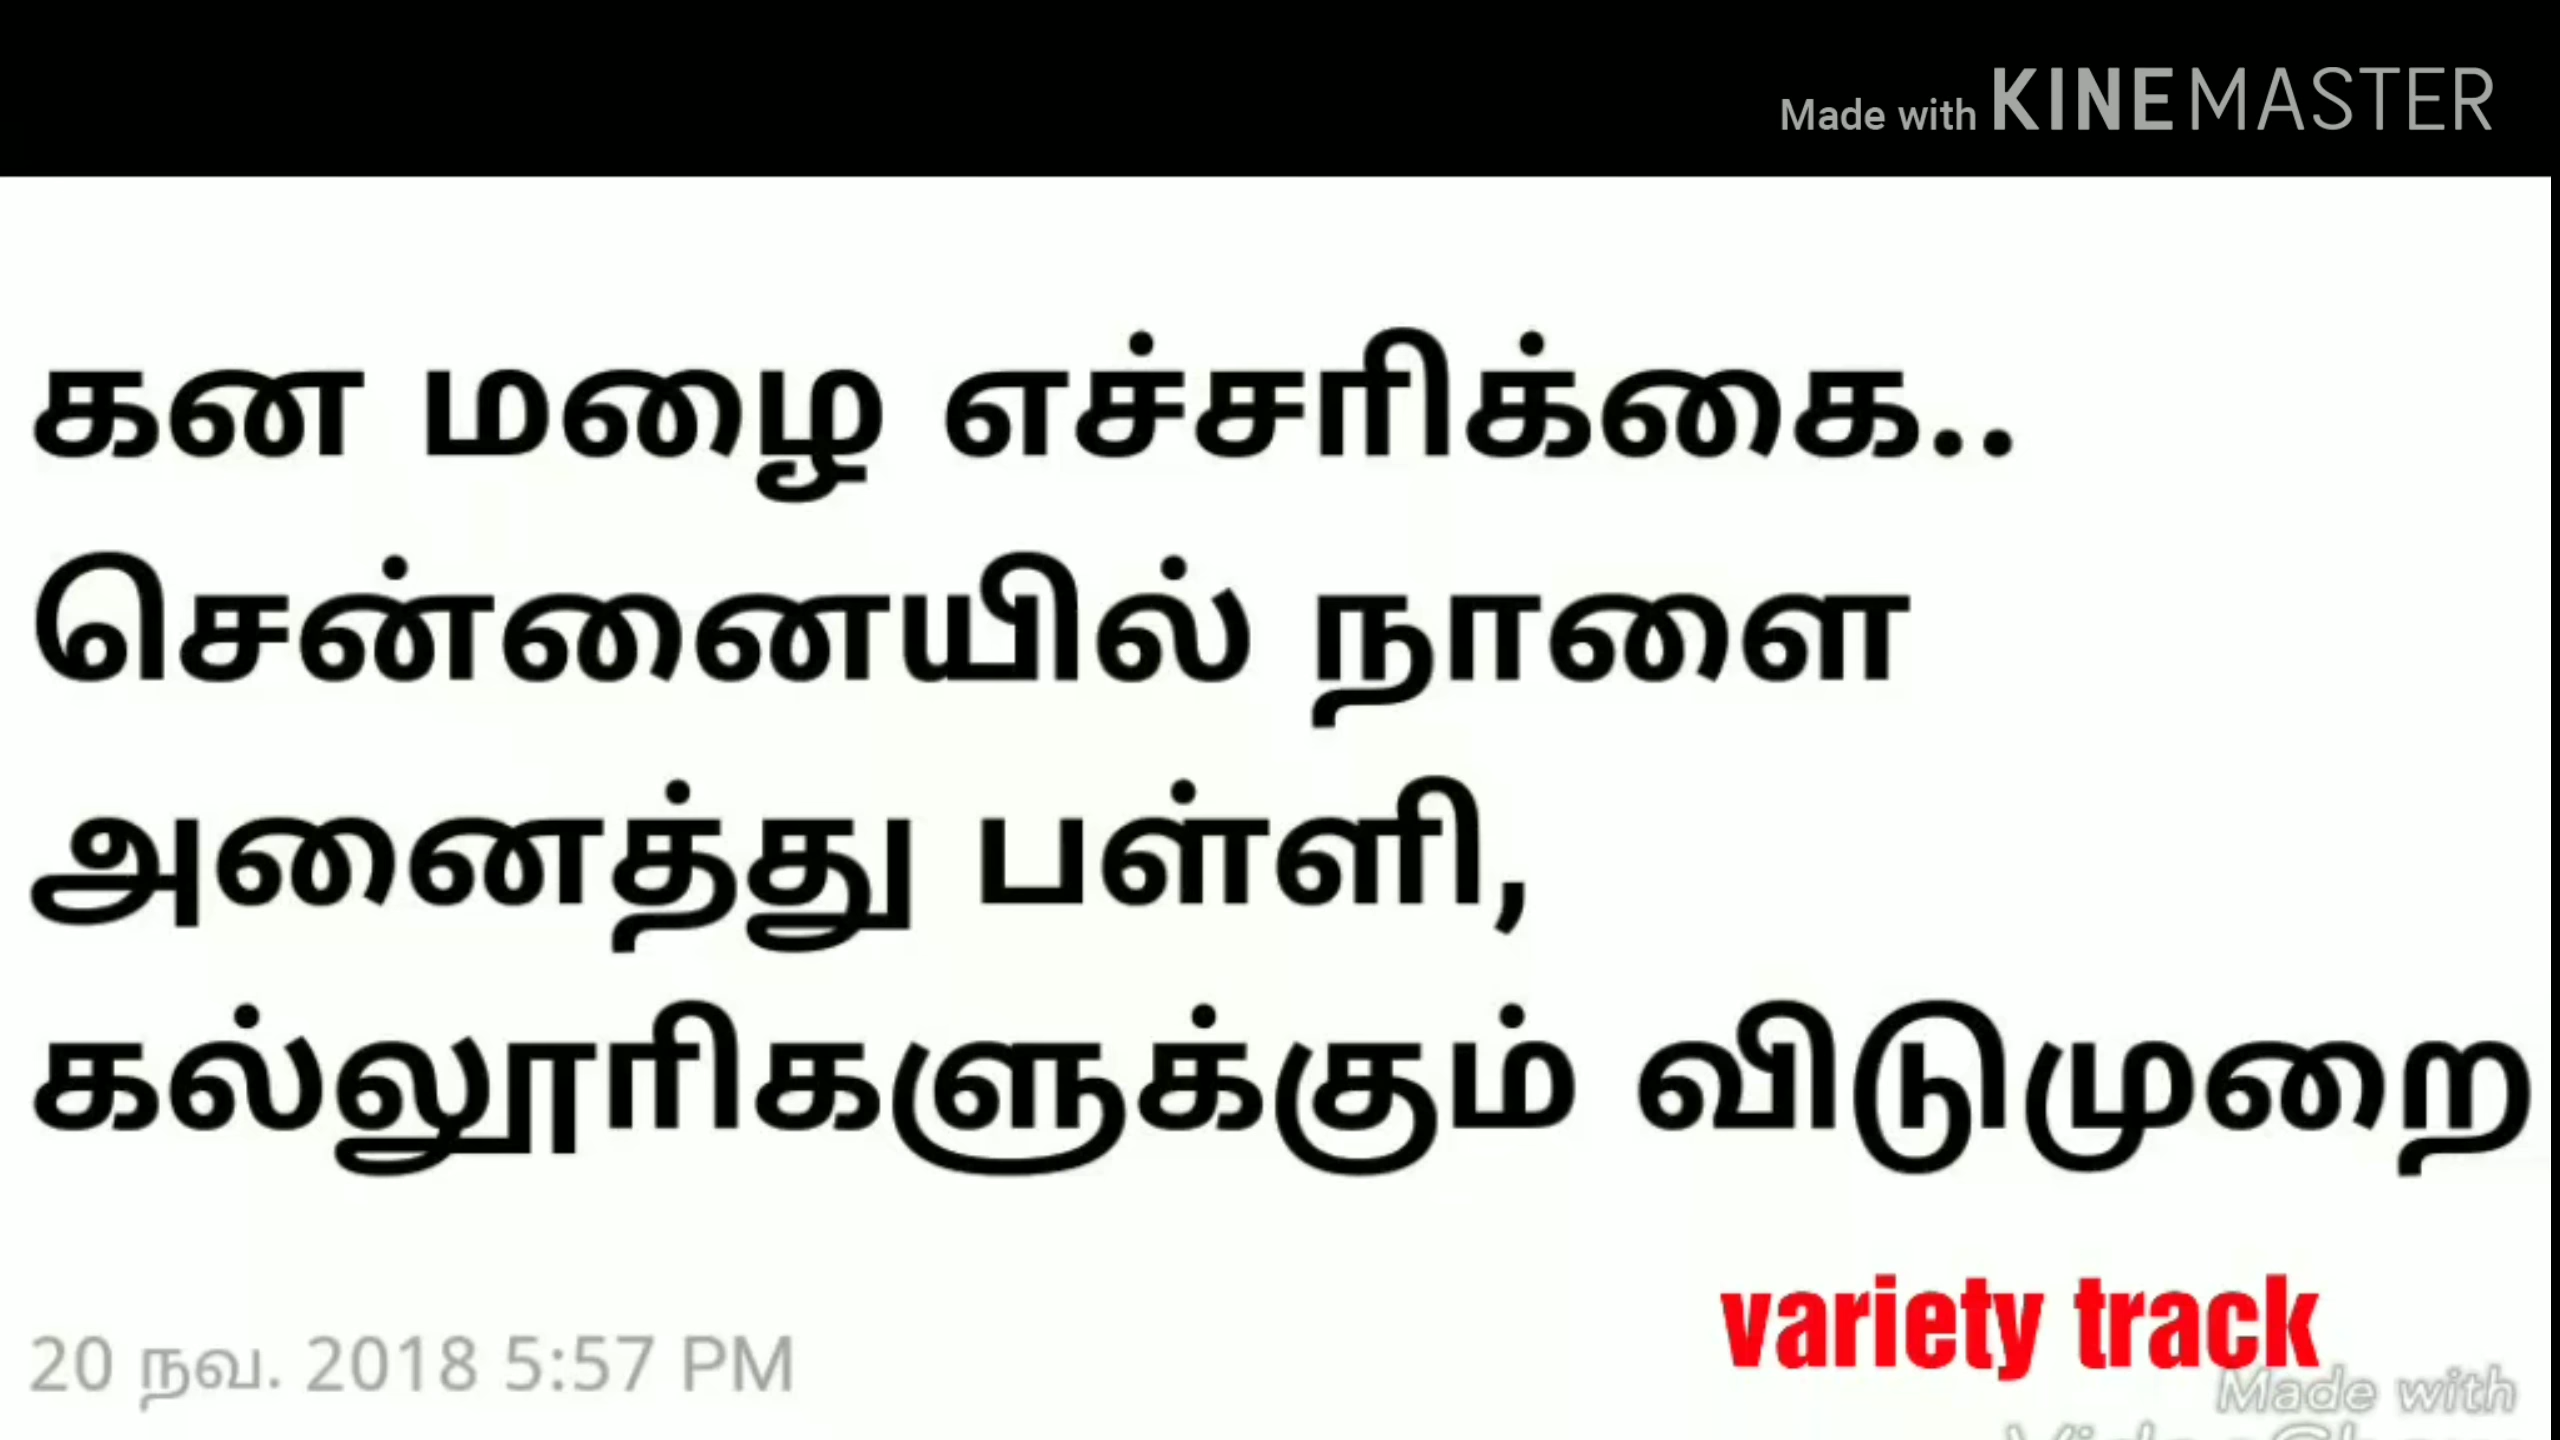 Made with KINEMASTER
கன மழை எச்சரிக்கை..
சென்னையில் நாளை
அனைத்து பள்ளி,
கல்லூரிகளுக்கும் விடுமுறை
variety track
20 நவ. 2018 5:57 PM
Made with